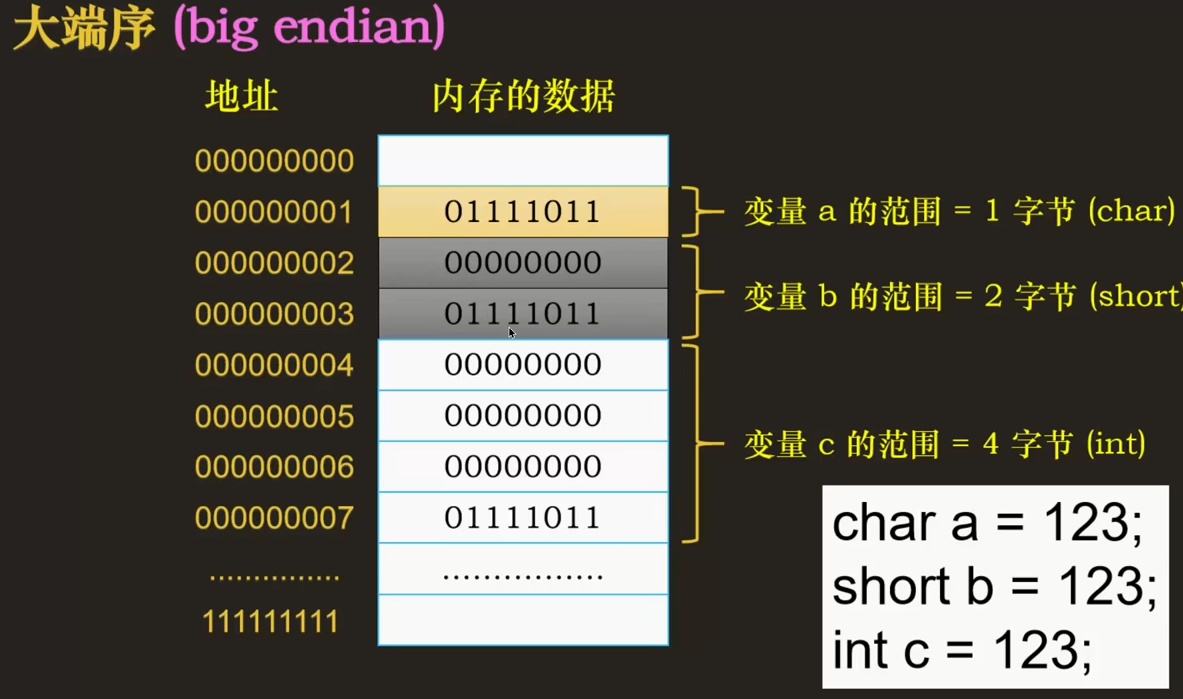 大端序 (big endian)
地址 内存的数据
000000000
000000001 01111011 变量 a 的范围 = 1 字节 (char)
000000002 00000000
变量 b 的范围 = 2 字节 (short)
000000003 01111011
000000004 00000000
000000005 00000000
变量 c 的范围 = 4 字节 (int)
000000006 00000000
000000007 01111011
............... ................
111111111
char a = 123;
short b = 123;
int c = 123;